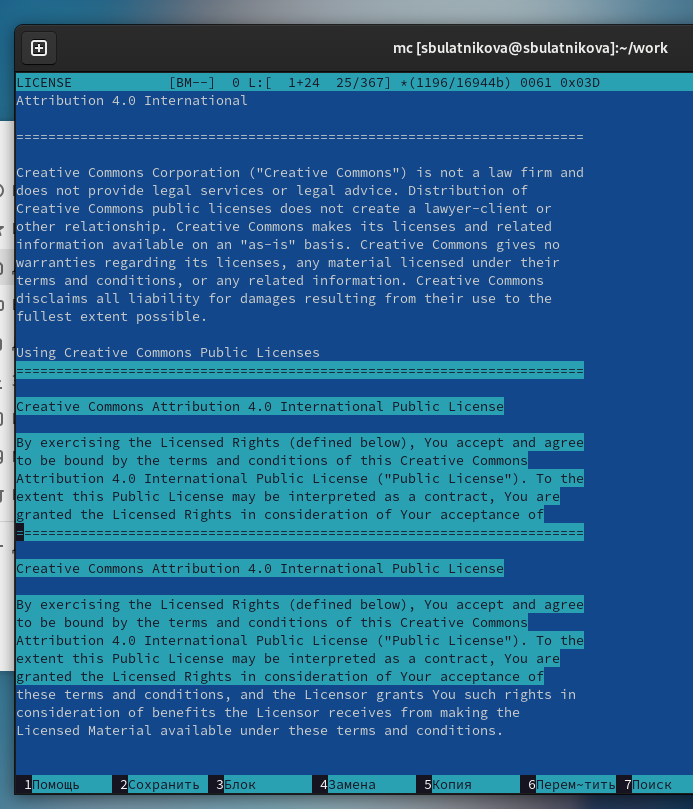 mc [sbulatnikova@sbulatnikova]:~/work
LICENSE [BM--] 0 L:[ 1+24 25/367] *(1196/16944b) 0061 0x03D
Attribution 4.0 International
=======================================================================
Creative Commons Corporation ("Creative Commons") is not a law firm and
does not provide legal services or legal advice. Distribution of
Creative Commons public licenses does not create a lawyer-client or
other relationship. Creative Commons makes its licenses and related
information available on an "as-is" basis. Creative Commons gives no
warranties regarding its licenses, any material licensed under their
terms and conditions, or any related information. Creative Commons
disclaims all liability for damages resulting from their use to the
fullest extent possible.
Using Creative Commons Public Licenses
=======================================================================
Creative Commons Attribution 4.0 International Public License
By exercising the Licensed Rights (defined below), You accept and agree
to be bound by the terms and conditions of this Creative Commons
Attribution 4.0 International Public License ("Public License"). To the
extent this Public License may be interpreted as a contract, You are
granted the Licensed Rights in consideration of Your acceptance of
=======================================================================
Creative Commons Attribution 4.0 International Public License
By exercising the Licensed Rights (defined below), You accept and agree
to be bound by the terms and conditions of this Creative Commons
Attribution 4.0 International Public License ("Public License"). To the
extent this Public License may be interpreted as a contract, You are
granted the Licensed Rights in consideration of Your acceptance of
these terms and conditions, and the Licensor grants You such rights in
consideration of benefits the Licensor receives from making the
Licensed Material available under these terms and conditions.
1Помощь 2Сохранить 3Блок 4Замена 5Копия 6Перем~тить 7Поиск